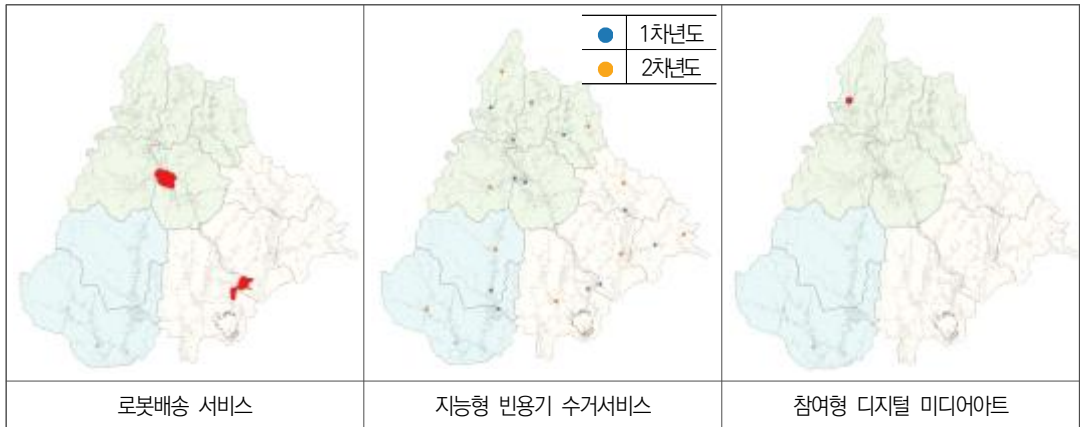 1차년도
2차년도
로봇배송 서비스
지능형 빈용기 수거서비스
참여형 디지털 미디어아트